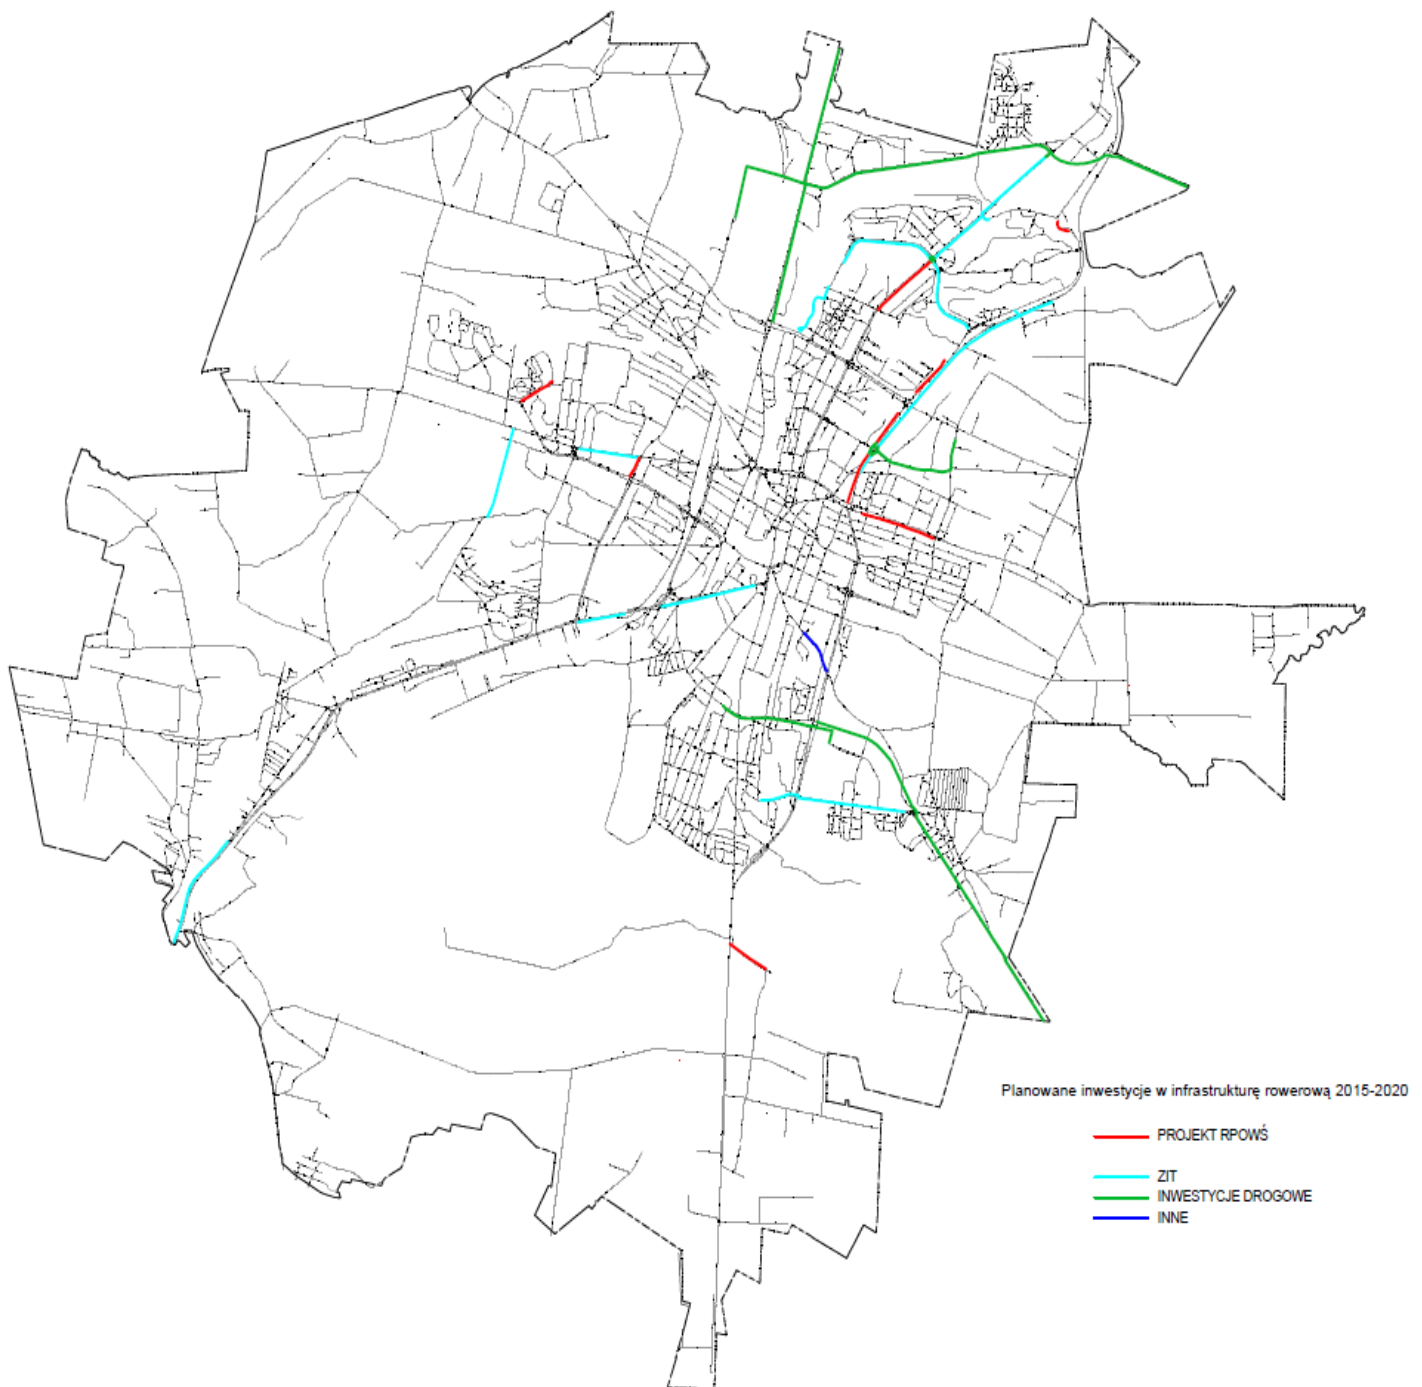 Planowane inwestycje w infrastrukturę rowerową 2015-2020
PROJEKT RPOWŚ
ZIT
INWESTYCJE DROGOWE
INNE